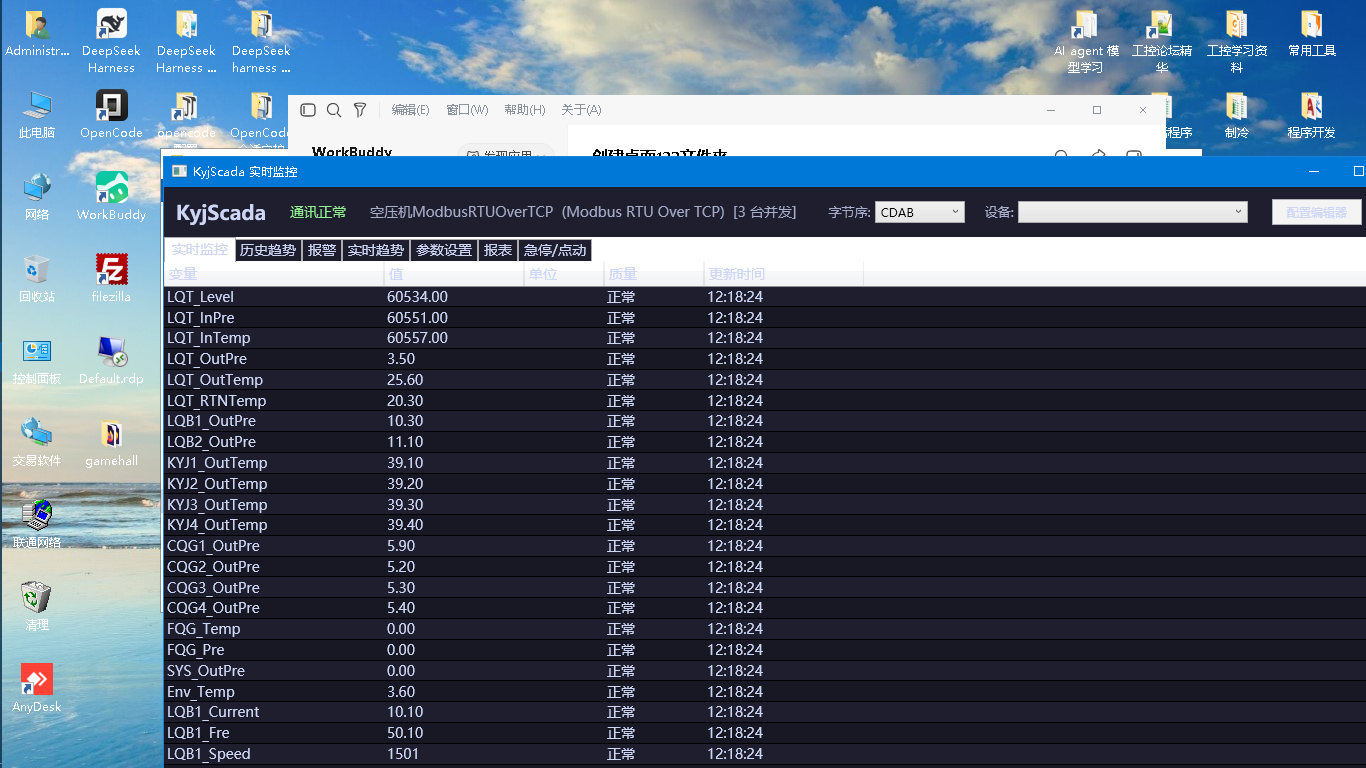 Administr...
DeepSeek Harness
DeepSeek Harness ...
DeepSeek harness ...
AI agent 模型学习
工控论坛精华
工控学习资料
常用工具
此电脑
OpenCode
opencode
OpenCode
程序
制冷
程序开发
编辑(E) 窗口(W) 帮助(H) 关于(A)
WorkBuddy
发现应用
创建桌面123文件夹
网络
WorkBuddy
回收站
filezilla
控制面板
Default.rdp
交易软件
gamehall
联通网络
清理
AnyDesk
KyjScada 实时监控
KyjScada 通讯正常 空压机ModbusRTUOverTCP (Modbus RTU Over TCP) [3 台并发] 字节序: CDAB 设备: 配置编辑器
实时监控 历史趋势 报警 实时趋势 参数设置 报表 急停/点动
变量 值 单位 质量 更新时间
LQT_Level 60534.00 正常 12:18:24
LQT_InPre 60551.00 正常 12:18:24
LQT_InTemp 60557.00 正常 12:18:24
LQT_OutPre 3.50 正常 12:18:24
LQT_OutTemp 25.60 正常 12:18:24
LQT_RTNTemp 20.30 正常 12:18:24
LQB1_OutPre 10.30 正常 12:18:24
LQB2_OutPre 11.10 正常 12:18:24
KYJ1_OutTemp 39.10 正常 12:18:24
KYJ2_OutTemp 39.20 正常 12:18:24
KYJ3_OutTemp 39.30 正常 12:18:24
KYJ4_OutTemp 39.40 正常 12:18:24
CQG1_OutPre 5.90 正常 12:18:24
CQG2_OutPre 5.20 正常 12:18:24
CQG3_OutPre 5.30 正常 12:18:24
CQG4_OutPre 5.40 正常 12:18:24
FQG_Temp 0.00 正常 12:18:24
FQG_Pre 0.00 正常 12:18:24
SYS_OutPre 0.00 正常 12:18:24
Env_Temp 3.60 正常 12:18:24
LQB1_Current 10.10 正常 12:18:24
LQB1_Fre 50.10 正常 12:18:24
LQB1_Speed 1501 正常 12:18:24